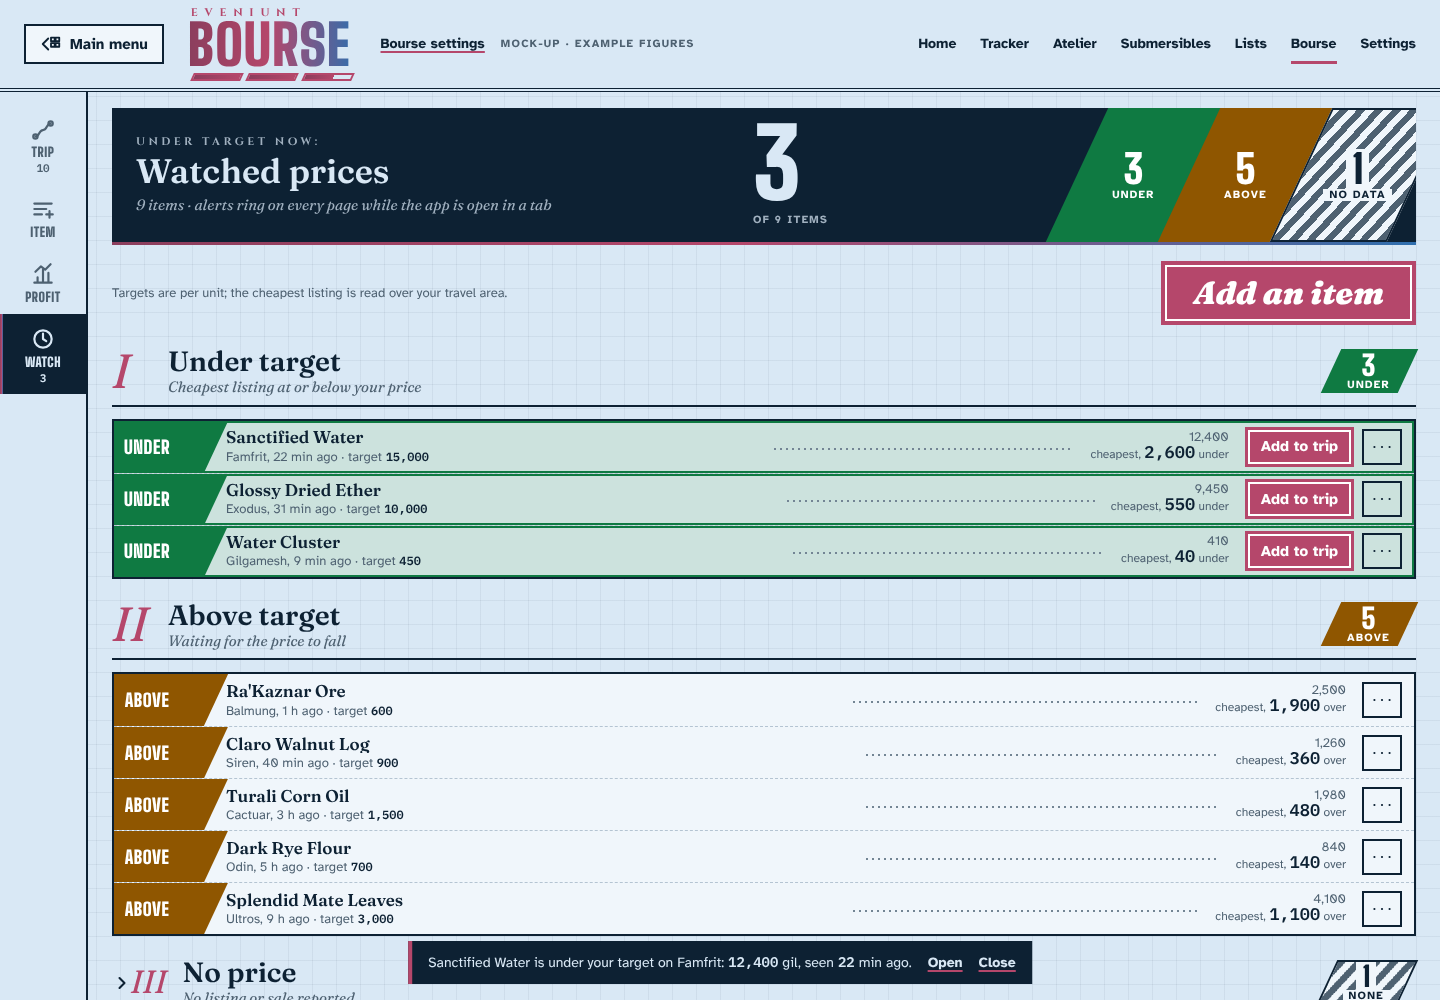 Main menu
EVENIUNT
BOURSE
Bourse settings
MOCK-UP · EXAMPLE FIGURES
Home
Tracker
Atelier
Submersibles
Lists
Bourse
Settings
TRIP
10
ITEM
PROFIT
WATCH
3
UNDER TARGET NOW:
Watched prices
9 items · alerts ring on every page while the app is open in a tab
3
OF 9 ITEMS
3
UNDER
5
ABOVE
1
NO DATA
Targets are per unit; the cheapest listing is read over your travel area.
Add an item
I
Under target
Cheapest listing at or below your price
3
UNDER
UNDER
Sanctified Water
Famfrit, 22 min ago · target 15,000
12,400
cheapest, 2,600 under
Add to trip
...
UNDER
Glossy Dried Ether
Exodus, 31 min ago · target 10,000
9,450
cheapest, 550 under
Add to trip
...
UNDER
Water Cluster
Gilgamesh, 9 min ago · target 450
410
cheapest, 40 under
Add to trip
...
II
Above target
Waiting for the price to fall
5
ABOVE
ABOVE
Ra'Kaznar Ore
Balmung, 1 h ago · target 600
2,500
cheapest, 1,900 over
...
ABOVE
Claro Walnut Log
Siren, 40 min ago · target 900
1,260
cheapest, 360 over
...
ABOVE
Turali Corn Oil
Cactuar, 3 h ago · target 1,500
1,980
cheapest, 480 over
...
ABOVE
Dark Rye Flour
Odin, 5 h ago · target 700
840
cheapest, 140 over
...
ABOVE
Splendid Mate Leaves
Ultros, 9 h ago · target 3,000
4,100
cheapest, 1,100 over
...
Sanctified Water is under your target on Famfrit: 12,400 gil, seen 22 min ago.
Open
Close
III
No price
No listing or sale reported
1
NONE